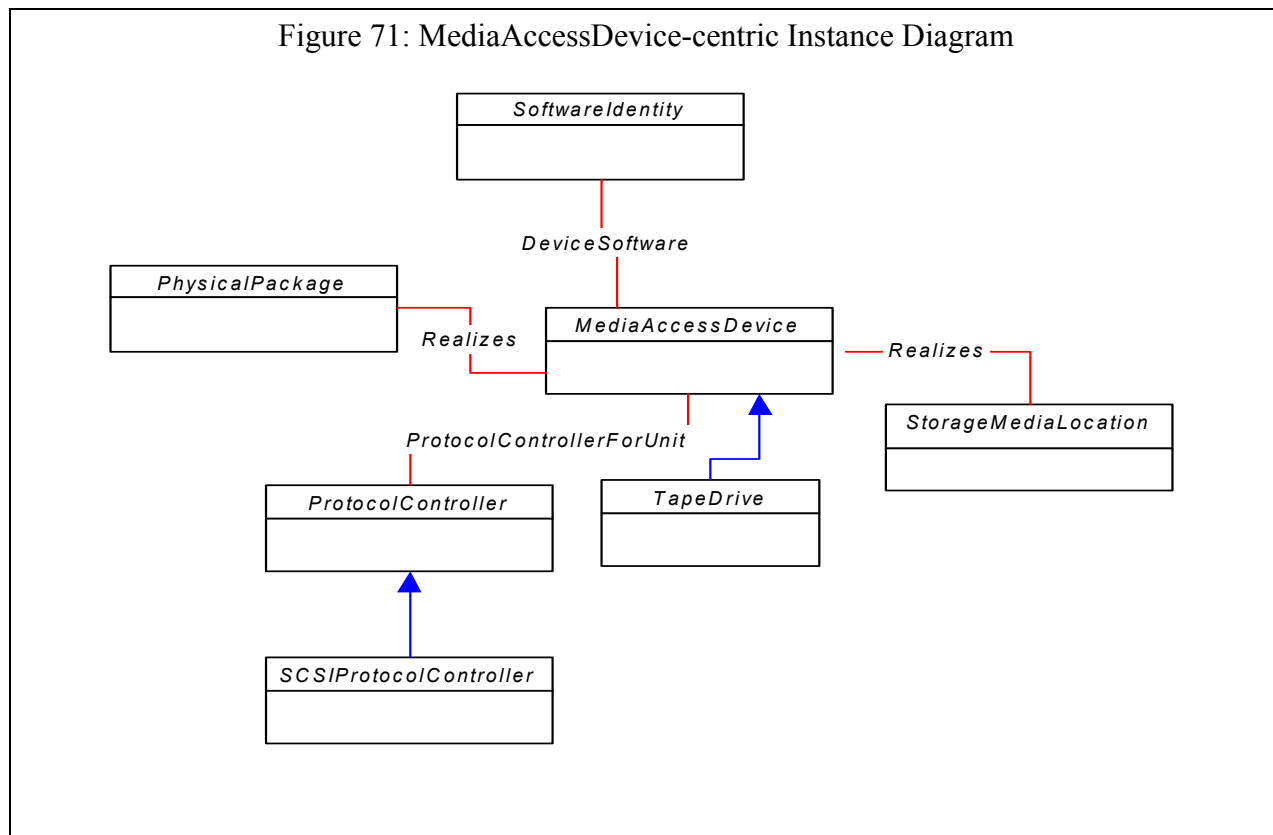 Figure 71: MediaAccessDevice-centric Instance Diagram
SoftwareIdentity
DeviceSoftware
PhysicalPackage
MediaAccessDevice
Realizes
Realizes
StorageMediaLocation
ProtocolControllerForUnit
ProtocolController
TapeDrive
SCSIProtocolController